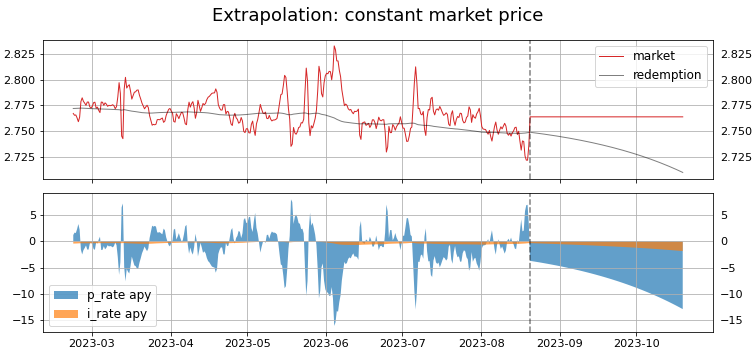 Extrapolation: constant market price
2.825 2.825
2.800 2.800
2.775 2.775
2.750 2.750
2.725 2.725
market
redemption
5 5
0 0
−5 −5
−10 −10
−15 −15
p_rate apy
i_rate apy
2023-03 2023-04 2023-05 2023-06 2023-07 2023-08 2023-09 2023-10